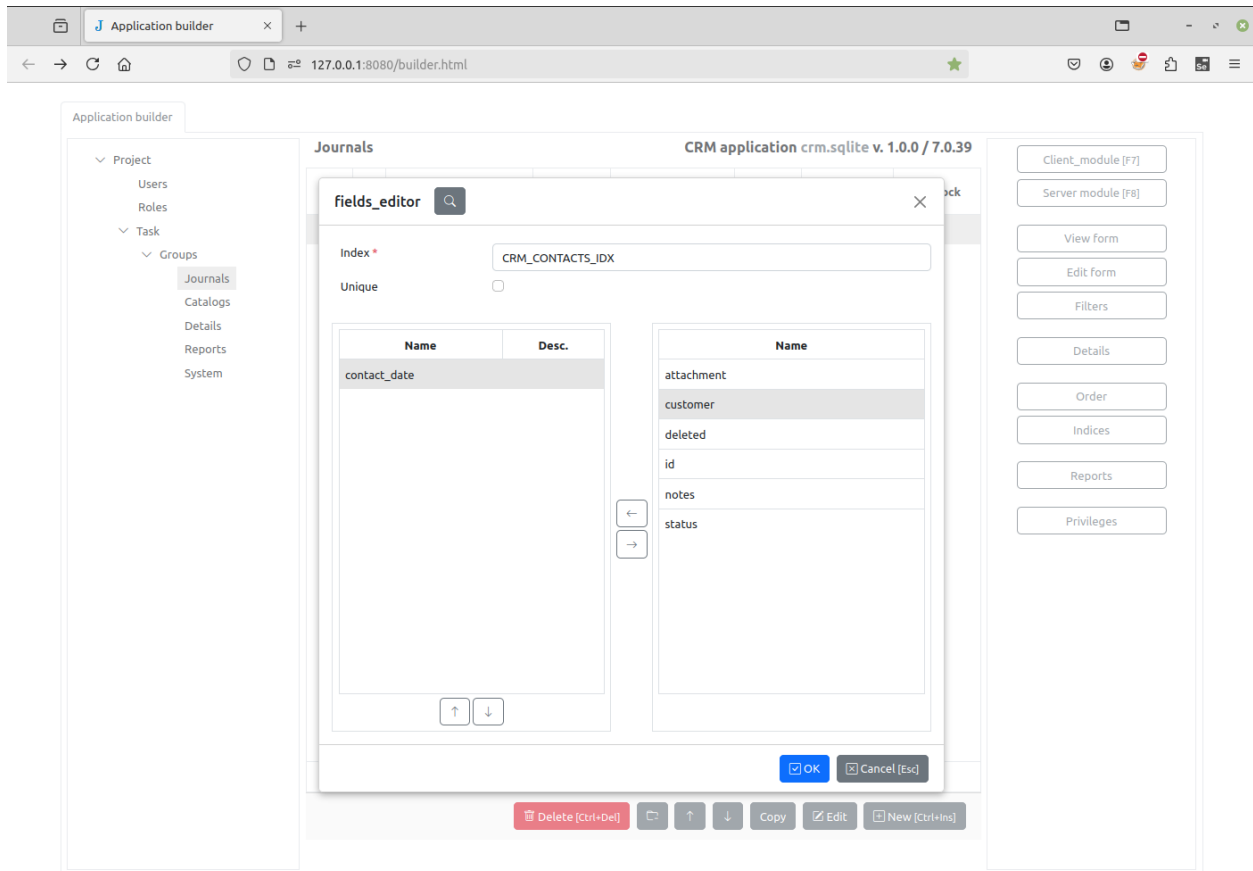 Application builder
127.0.0.1:8080/builder.html
Se
Application builder
Project
Users
Roles
Task
Groups
Journals
Catalogs
Details
Reports
System
Journals
CRM application crm.sqlite v. 1.0.0 / 7.0.39
ock
fields_editor
Index *
CRM_CONTACTS_IDX
Unique
Name Desc.
contact_date
Name
attachment
customer
deleted
id
notes
status
OK
Cancel [Esc]
Delete [Ctrl+Del]
Copy
Edit
New [Ctrl+Ins]
Client_module [F7]
Server module [F8]
View form
Edit form
Filters
Details
Order
Indices
Reports
Privileges